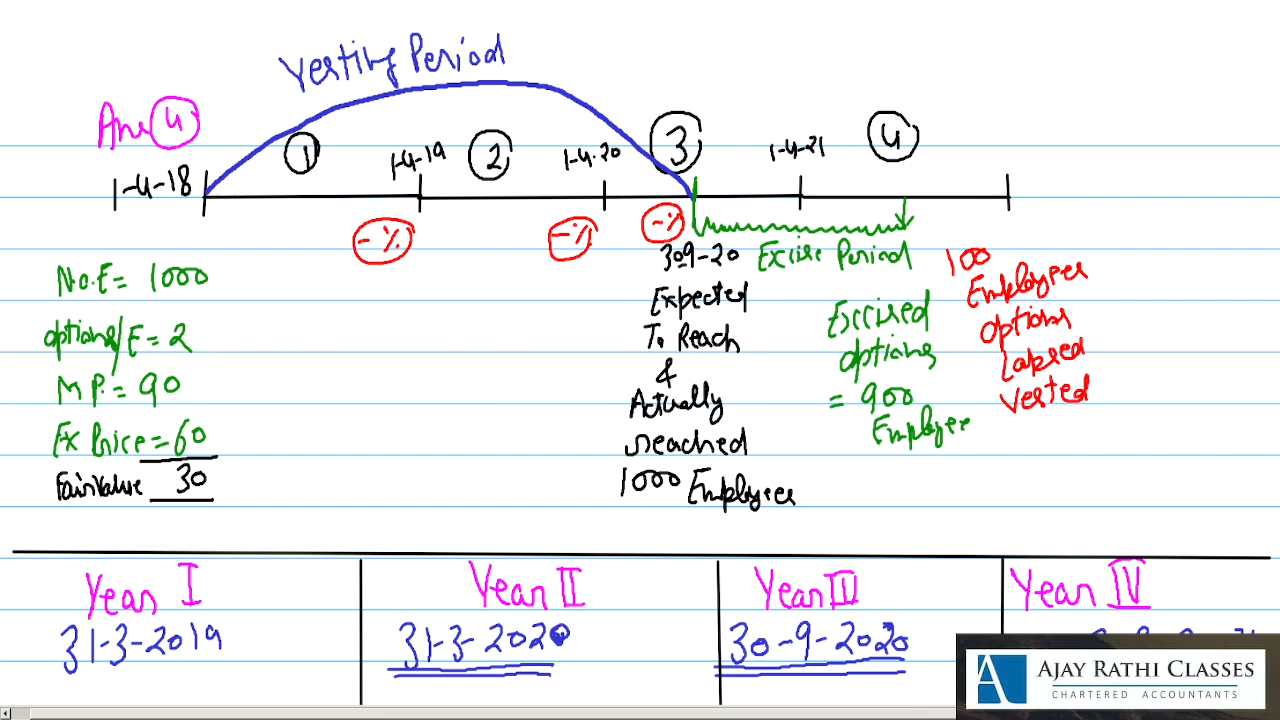 Vesting Period
Ans 4
1-4-18
1
1-4-19
2
1-4-20
3
1-4-21
4
-%
-%
-%
N.o.E = 1000
options/E = 2
M P. = 90
Ex Price = 60
Fair Value 30
30-9-20
Expected
To Reach
&
Actually
reached
1000 Employees
Excise Period
Excised
options
= 900
Employee
100
Employees
options
Lapsed
vested
Year I
31-3-2019
Year II
31-3-2020
Year III
30-9-2020
Year IV
AJAY RATHI CLASSES
CHARTERED ACCOUNTANTS